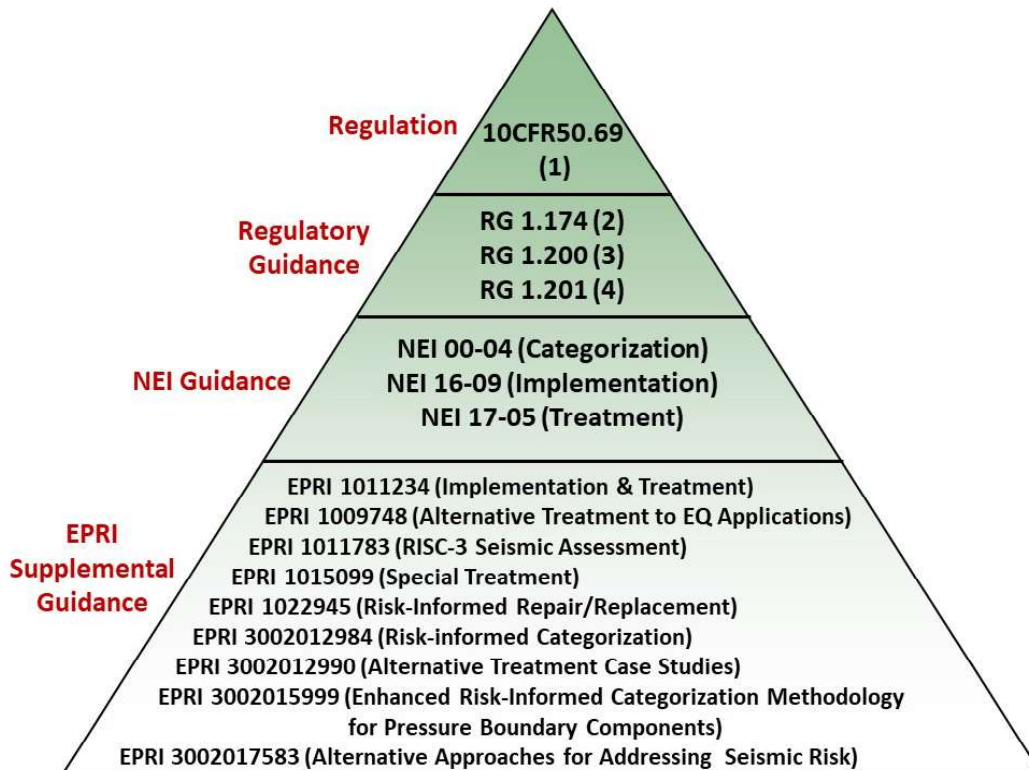 Regulation
10CFR50.69
(1)
Regulatory
Guidance
RG 1.174 (2)
RG 1.200 (3)
RG 1.201 (4)
NEI Guidance
NEI 00-04 (Categorization)
NEI 16-09 (Implementation)
NEI 17-05 (Treatment)
EPRI
Supplemental
Guidance
EPRI 1011234 (Implementation & Treatment)
EPRI 1009748 (Alternative Treatment to EQ Applications)
EPRI 1011783 (RISC-3 Seismic Assessment)
EPRI 1015099 (Special Treatment)
EPRI 1022945 (Risk-Informed Repair/Replacement)
EPRI 3002012984 (Risk-informed Categorization)
EPRI 3002012990 (Alternative Treatment Case Studies)
EPRI 3002015999 (Enhanced Risk-Informed Categorization Methodology
for Pressure Boundary Components)
EPRI 3002017583 (Alternative Approaches for Addressing Seismic Risk)